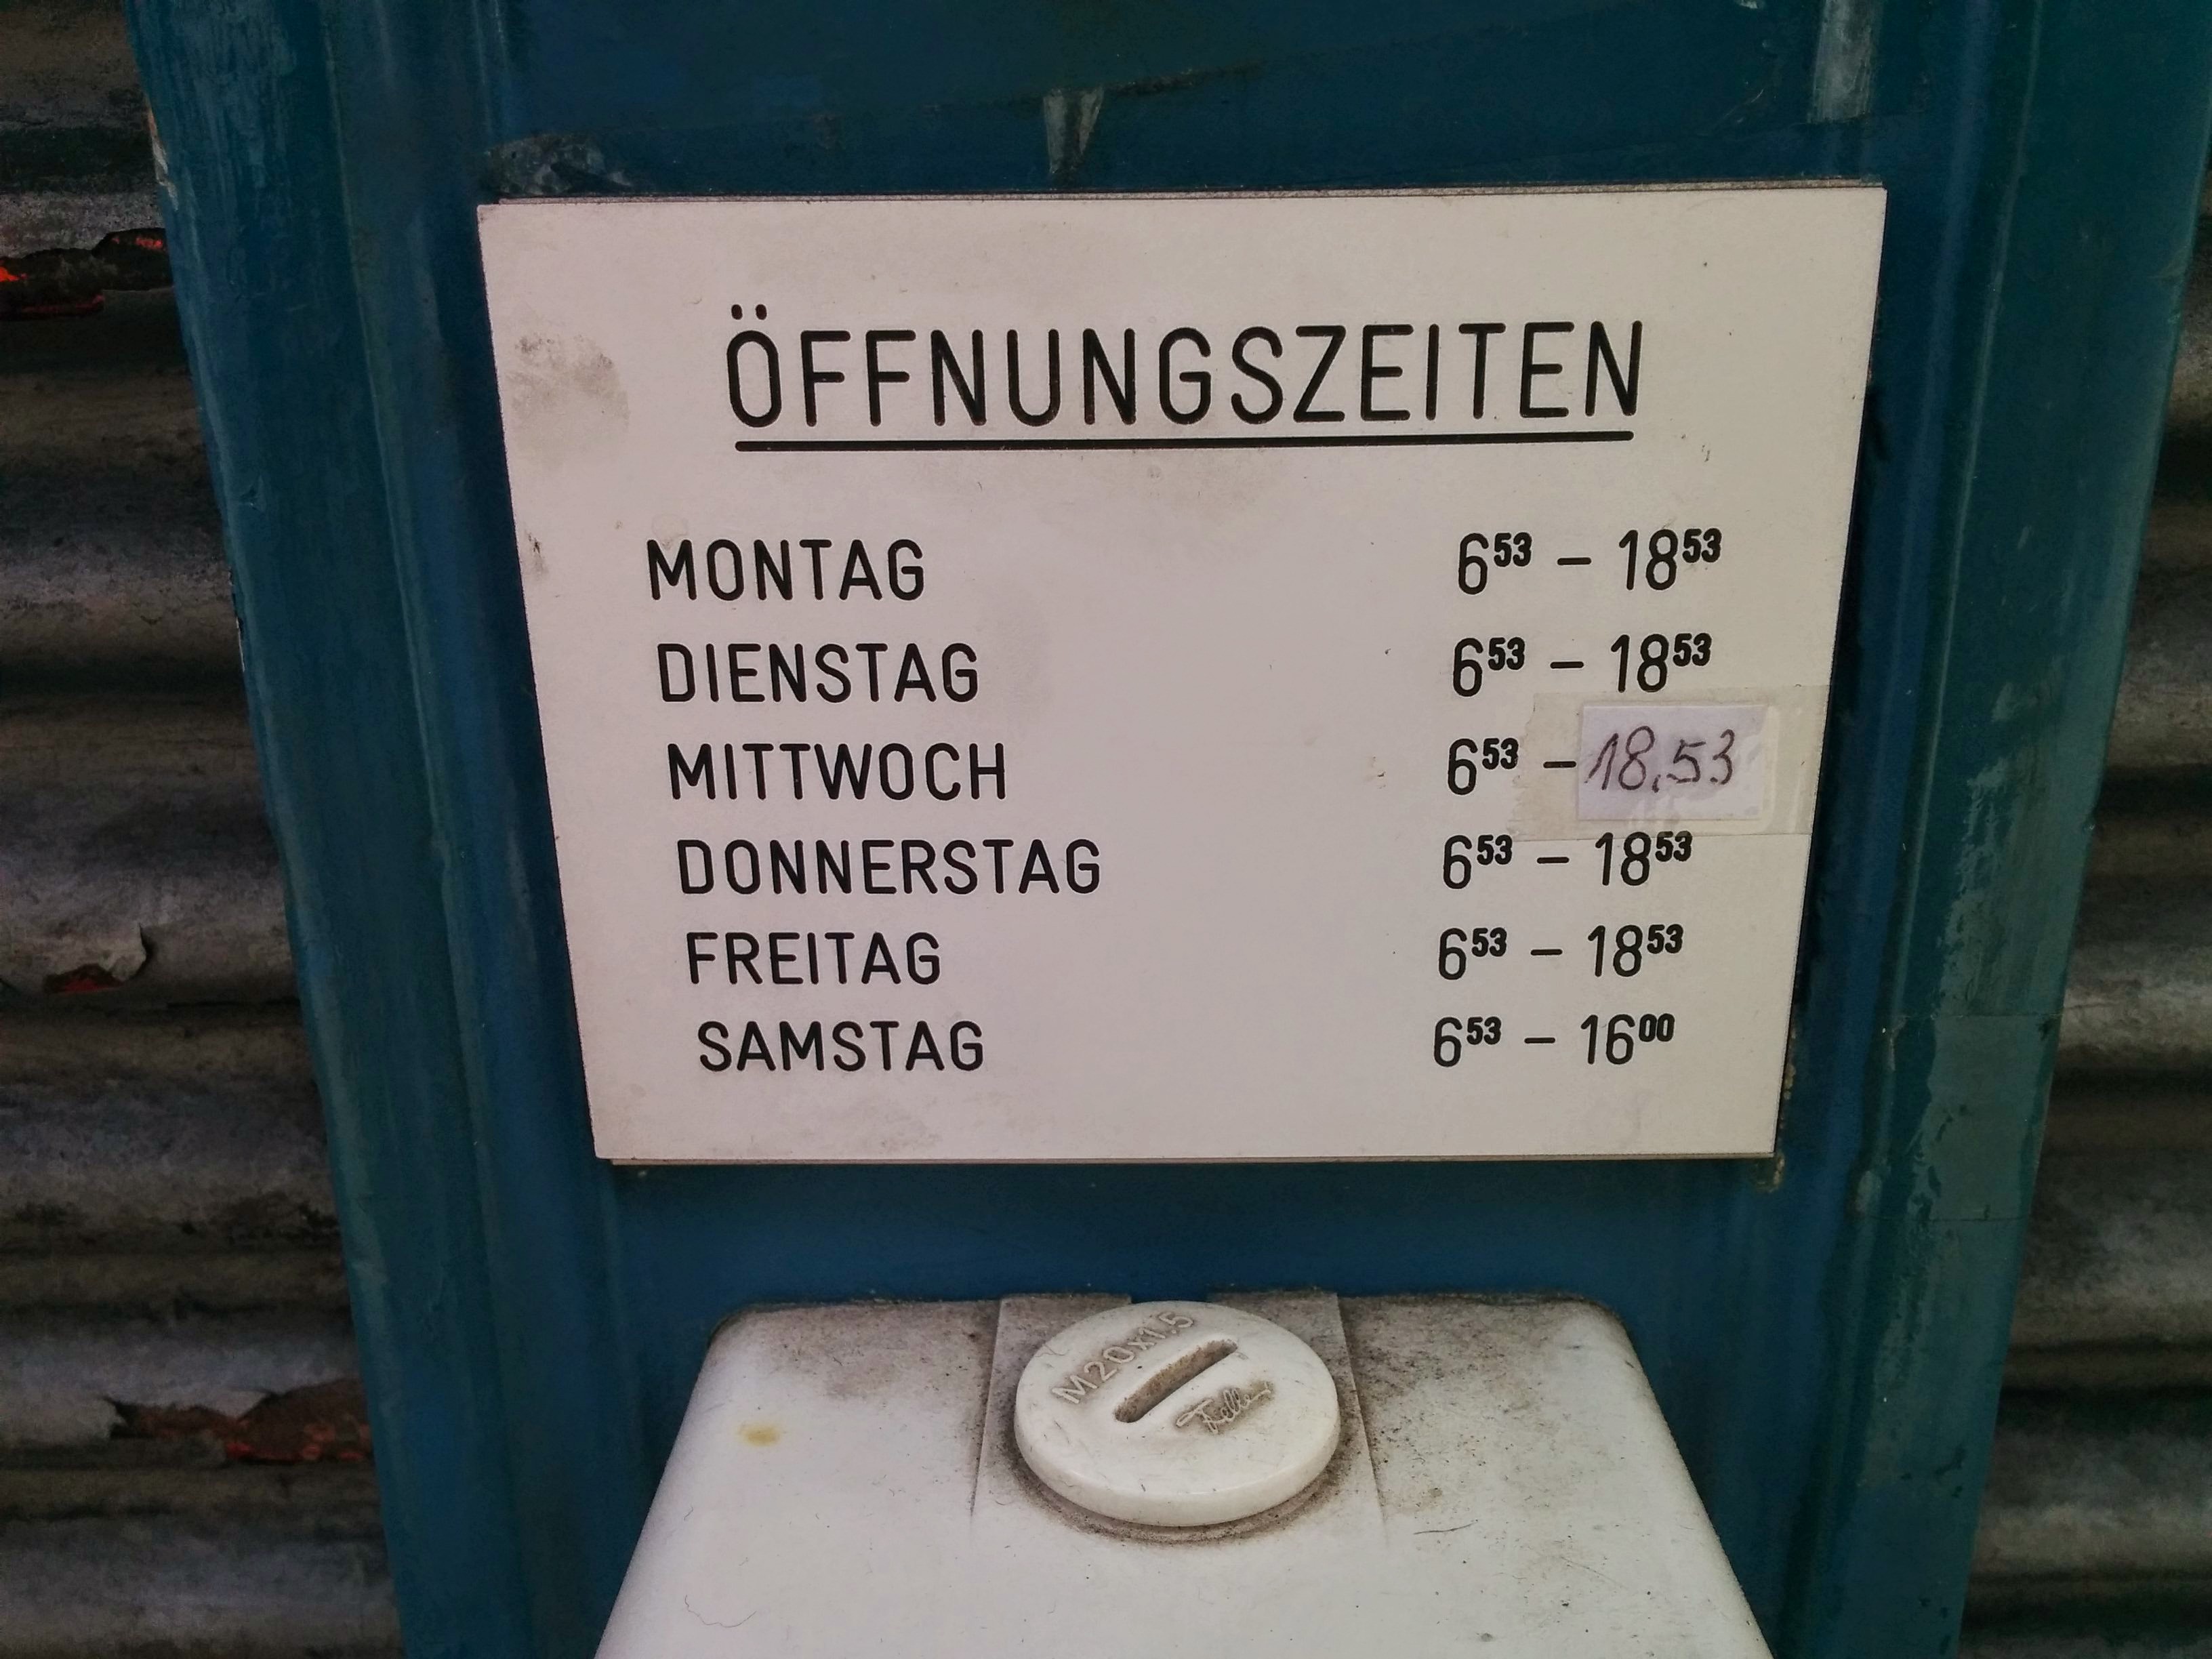 ÖFFNUNGSZEITEN
MONTAG 6⁵³ – 18⁵³
DIENSTAG 6⁵³ – 18⁵³
MITTWOCH 6⁵³ – 18.53
DONNERSTAG 6⁵³ – 18⁵³
FREITAG 6⁵³ – 18⁵³
SAMSTAG 6⁵³ – 16⁰⁰
M20x1,5
Feller